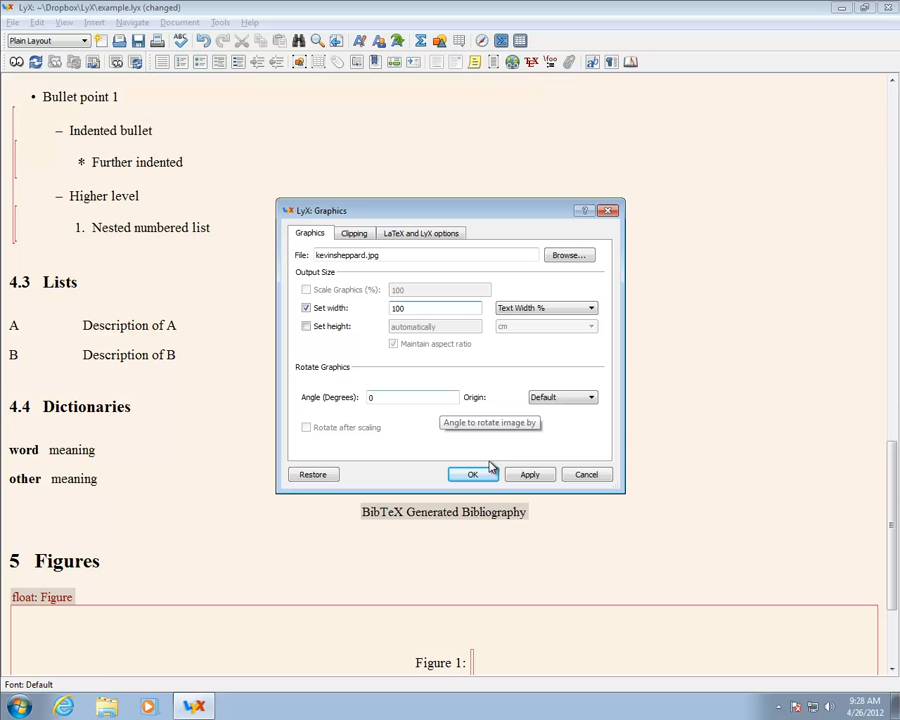 LyX: ~\Dropbox\LyX\example.lyx (changed)
File Edit View Insert Navigate Document Tools Help
Plain Layout
• Bullet point 1
– Indented bullet
* Further indented
– Higher level
1. Nested numbered list
4.3 Lists
A Description of A
B Description of B
4.4 Dictionaries
word meaning
other meaning
LyX: Graphics
Graphics Clipping LaTeX and LyX options
File: kevinsheppard.jpg Browse...
Output Size
Scale Graphics (%): 100
Set width: 100 Text Width %
Set height: automatically cm
Maintain aspect ratio
Rotate Graphics
Angle (Degrees): 0 Origin: Default
Angle to rotate image by
Rotate after scaling
Restore OK Apply Cancel
BibTeX Generated Bibliography
5 Figures
float: Figure
Figure 1:
Font: Default
9:28 AM
4/26/2012